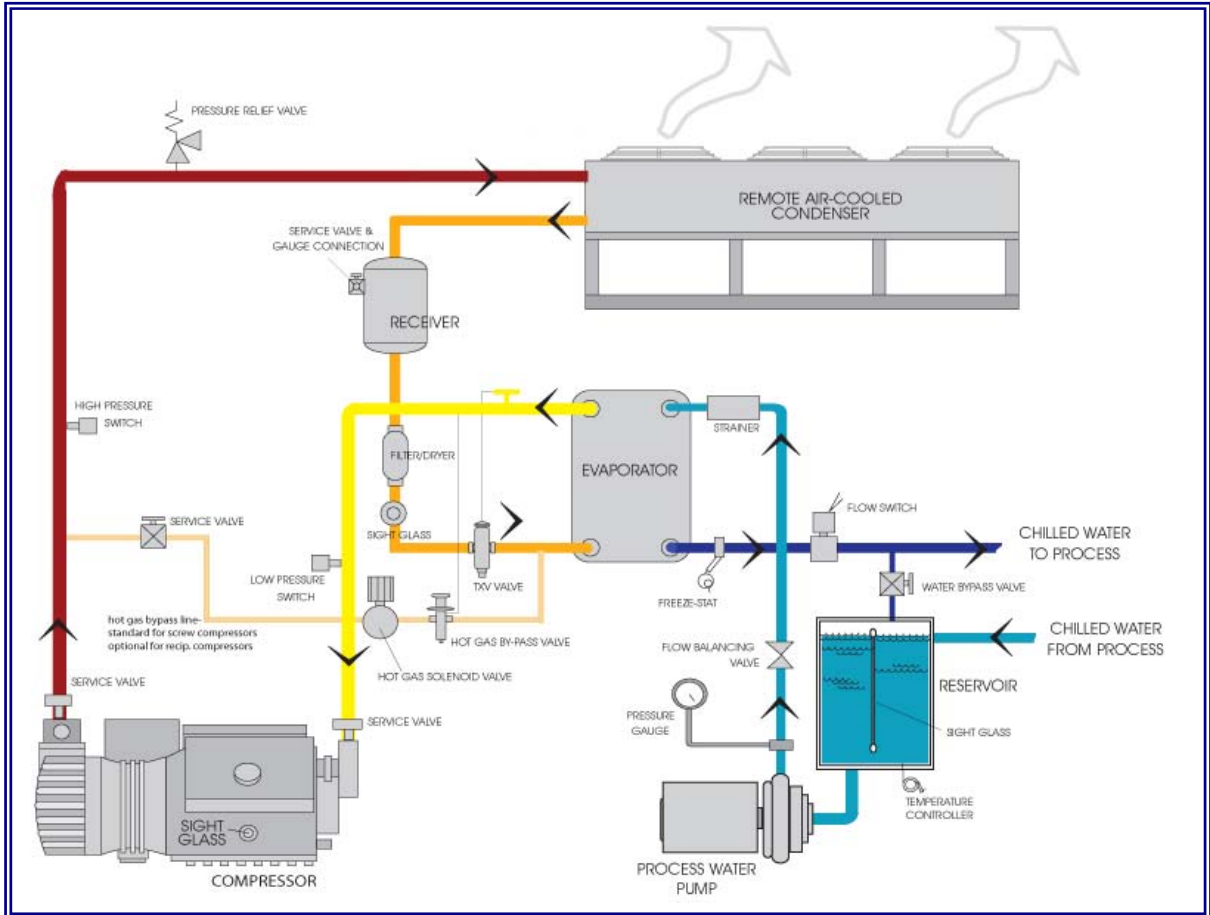 PRESSURE RELIEF VALVE
REMOTE AIR-COOLED
CONDENSER
SERVICE VALVE &
GAUGE CONNECTION
RECEIVER
HIGH PRESSURE
SWITCH
FILTER/DRYER
EVAPORATOR
STRAINER
FLOW SWITCH
SERVICE VALVE
SIGHT GLASS
CHILLED WATER
TO PROCESS
LOW PRESSURE
SWITCH
TXV VALVE
FREEZE-STAT
WATER BYPASS VALVE
hot gas bypass line-
standard for screw compressors
optional for recip. compressors
HOT GAS BY-PASS VALVE
FLOW BALANCING
VALVE
CHILLED WATER
FROM PROCESS
HOT GAS SOLENOID VALVE
SERVICE VALVE
RESERVOIR
SERVICE VALVE
PRESSURE
GAUGE
SIGHT GLASS
TEMPERATURE
CONTROLLER
SIGHT
GLASS
COMPRESSOR
PROCESS WATER
PUMP